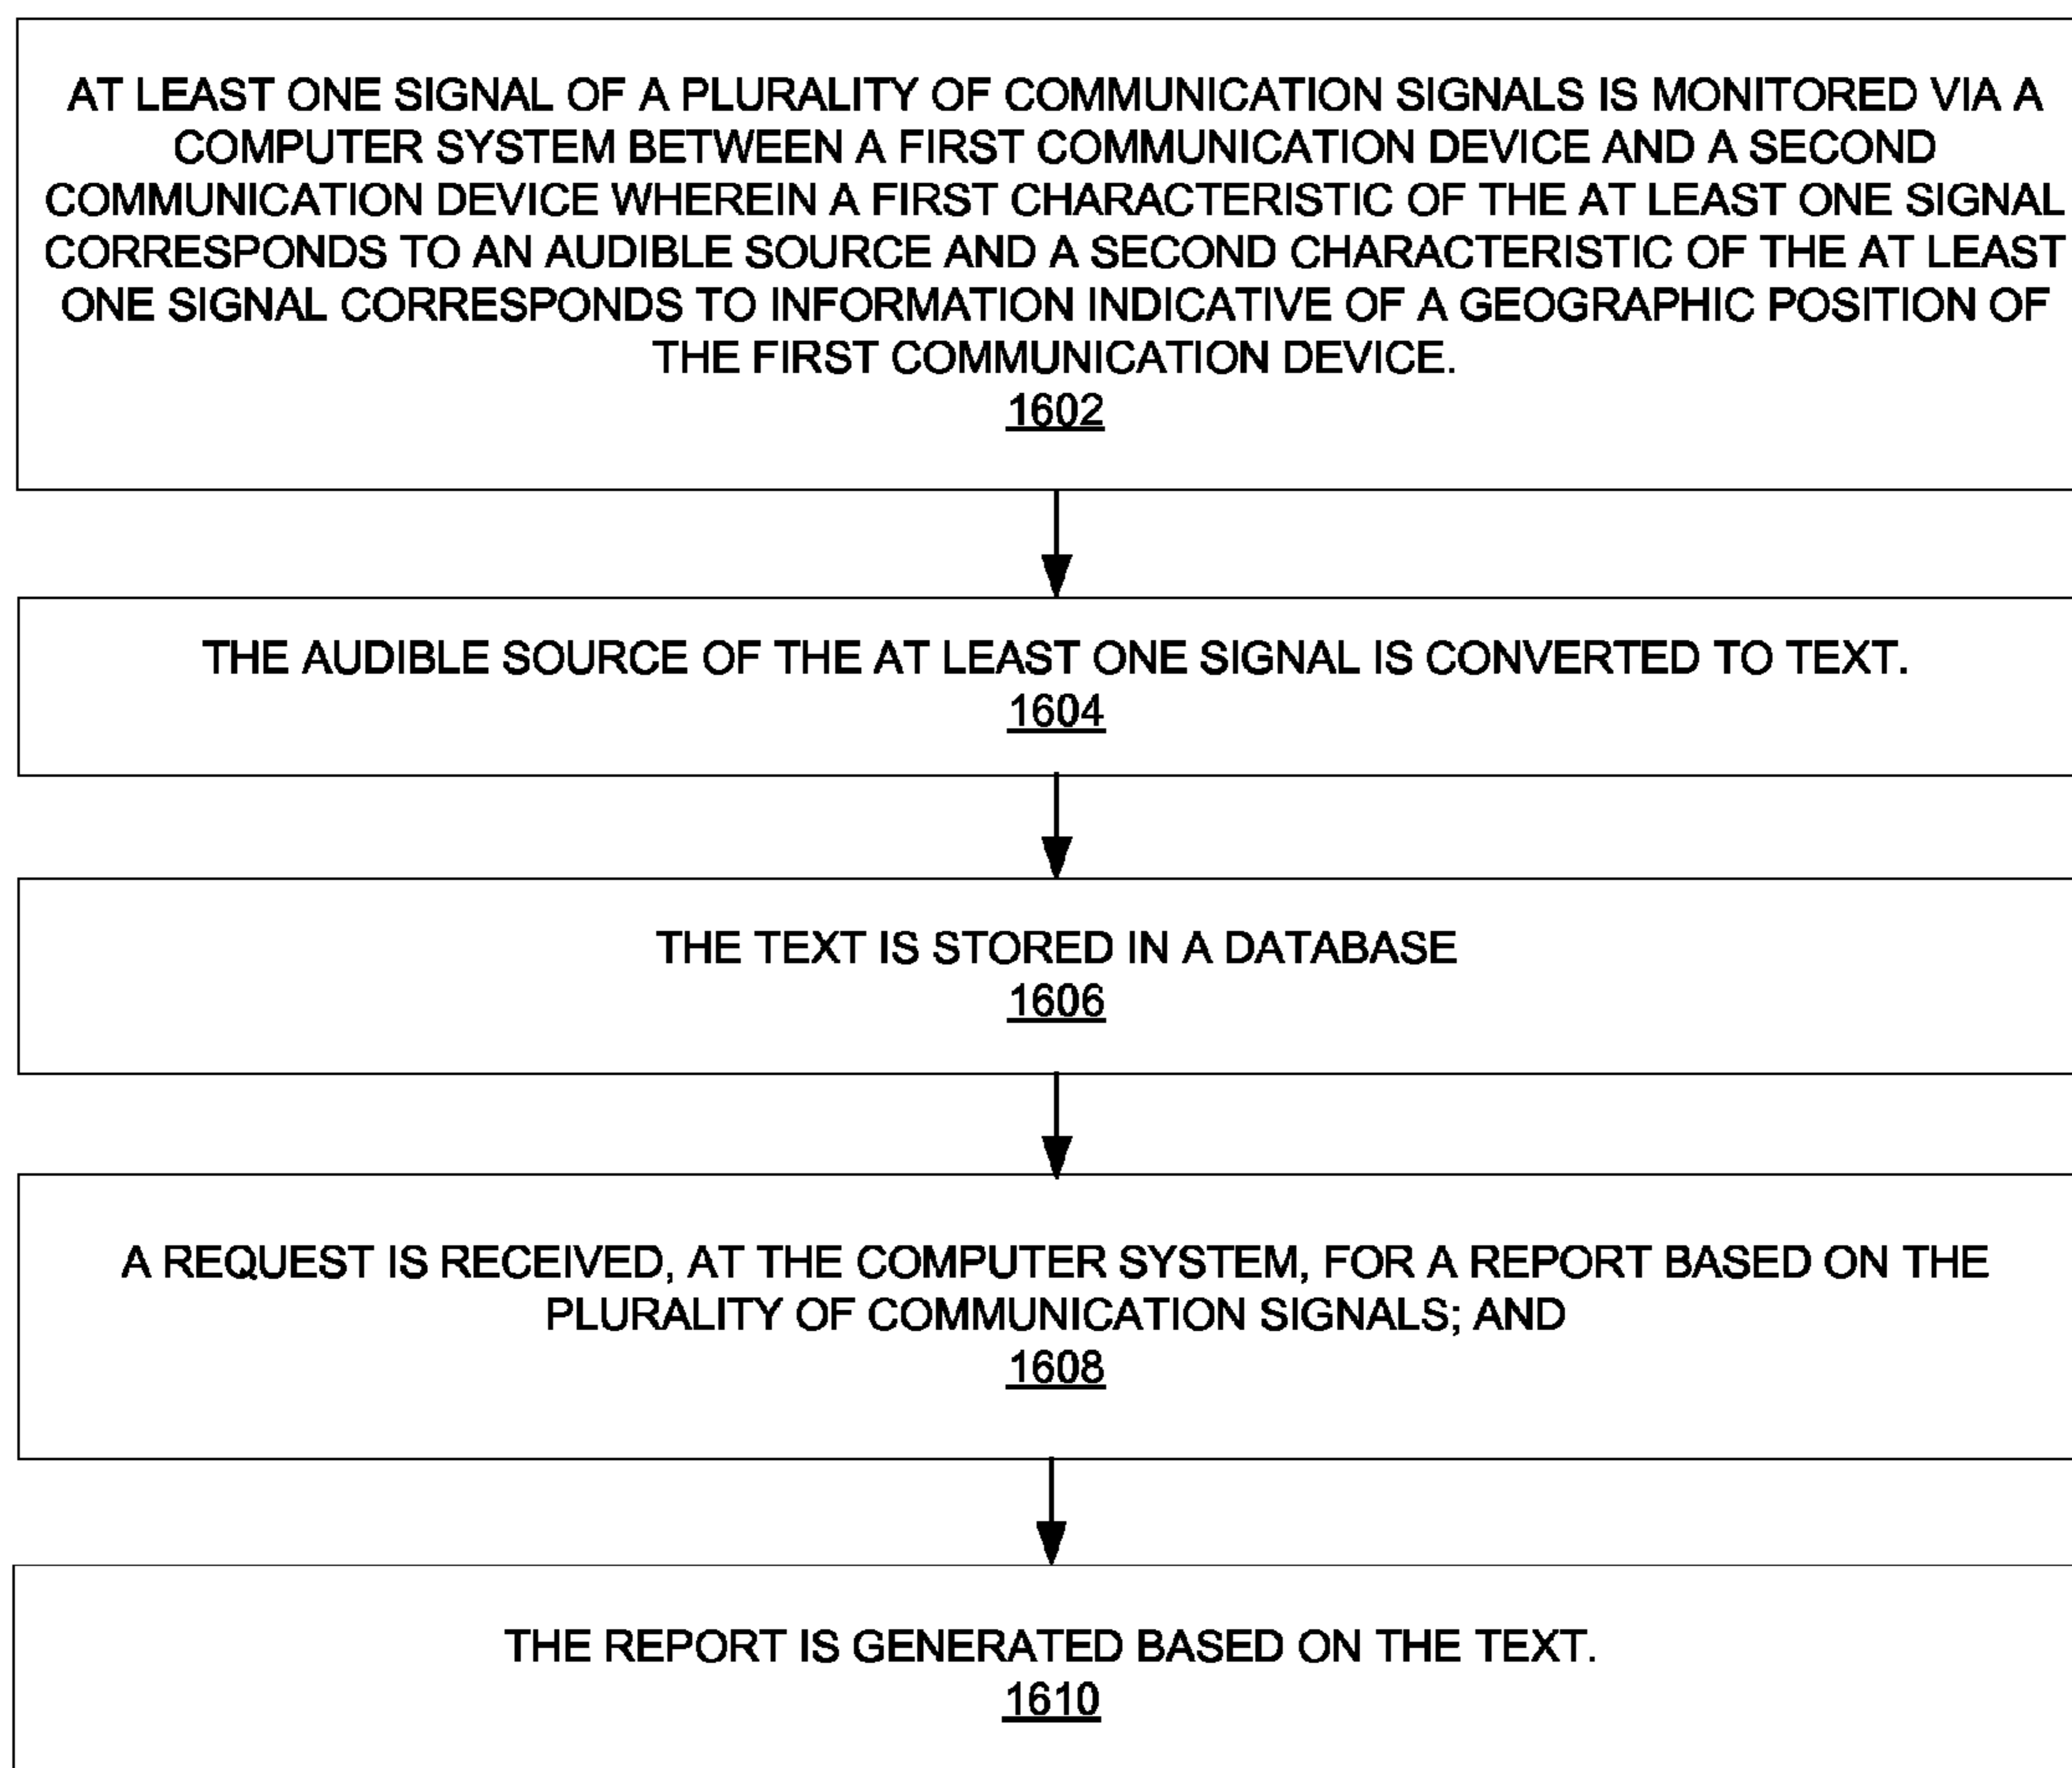 AT LEAST ONE SIGNAL OF A PLURALITY OF COMMUNICATION SIGNALS IS MONITORED VIA A
COMPUTER SYSTEM BETWEEN A FIRST COMMUNICATION DEVICE AND A SECOND
COMMUNICATION DEVICE WHEREIN A FIRST CHARACTERISTIC OF THE AT LEAST ONE SIGNAL
CORRESPONDS TO AN AUDIBLE SOURCE AND A SECOND CHARACTERISTIC OF THE AT LEAST
ONE SIGNAL CORRESPONDS TO INFORMATION INDICATIVE OF A GEOGRAPHIC POSITION OF
THE FIRST COMMUNICATION DEVICE.
1602
THE AUDIBLE SOURCE OF THE AT LEAST ONE SIGNAL IS CONVERTED TO TEXT.
1604
THE TEXT IS STORED IN A DATABASE
1606
A REQUEST IS RECEIVED, AT THE COMPUTER SYSTEM, FOR A REPORT BASED ON THE
PLURALITY OF COMMUNICATION SIGNALS; AND
1608
THE REPORT IS GENERATED BASED ON THE TEXT.
1610